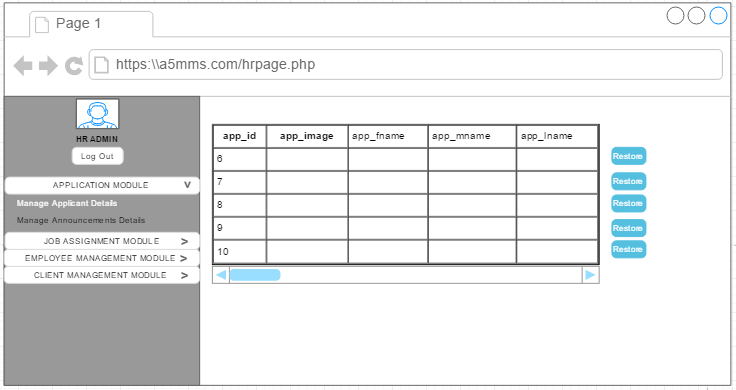 Page 1
https:\\a5mms.com/hrpage.php
HR ADMIN
Log Out
APPLICATION MODULE
Manage Applicant Details
Manage Announcements Details
JOB ASSIGNMENT MODULE >
EMPLOYEE MANAGEMENT MODULE >
CLIENT MANAGEMENT MODULE >
app_id app_image app_fname app_mname app_lname
6 Restore
7 Restore
8 Restore
9 Restore
10 Restore